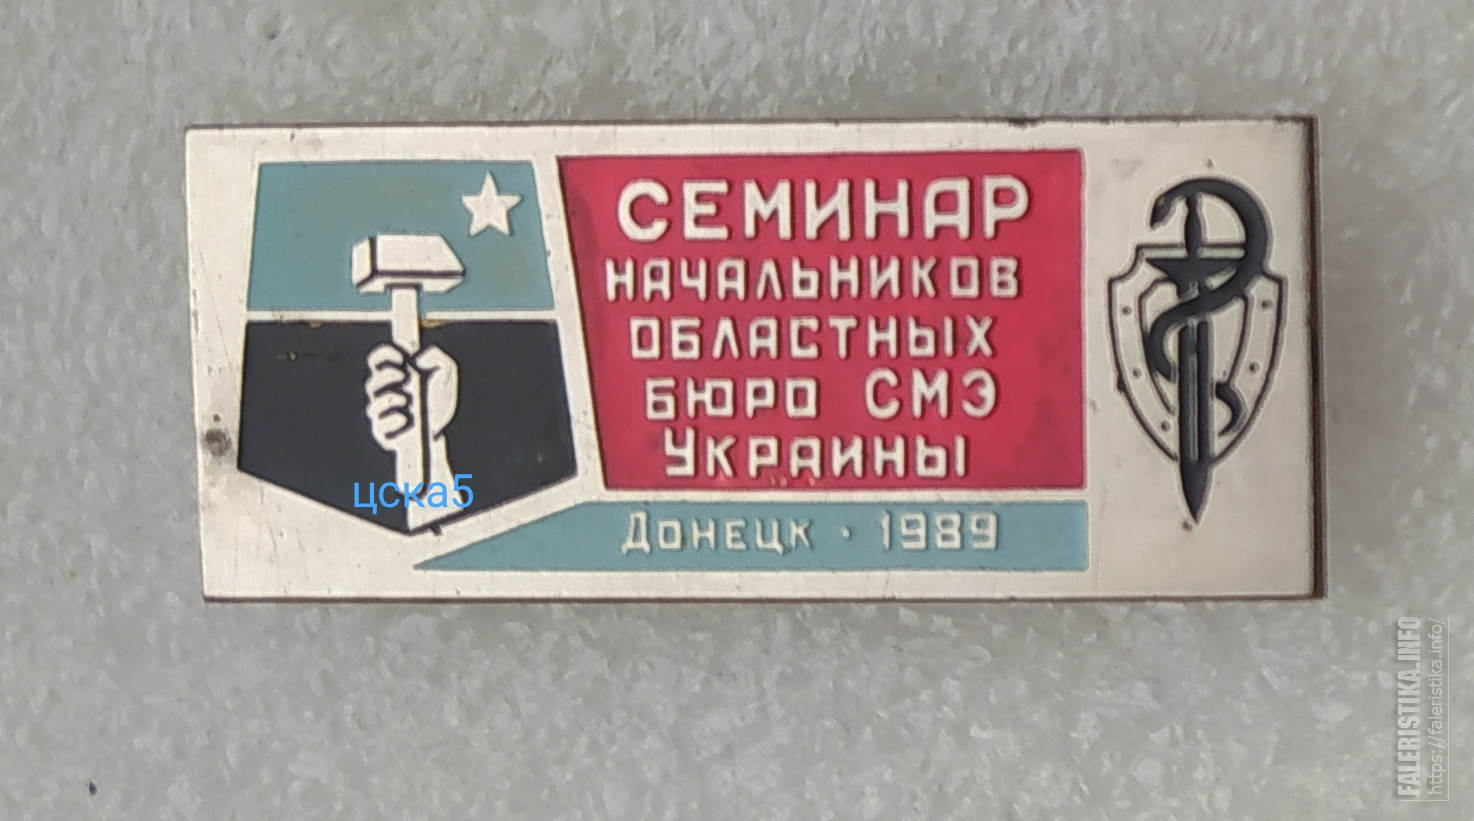 СЕМИНАР
НАЧАЛЬНИКОВ
ОБЛАСТНЫХ
БЮРО СМЭ
УКРАИНЫ
ДОНЕЦК · 1989
цска5
FALERISTIKA.INFO
https://faleristika.info/